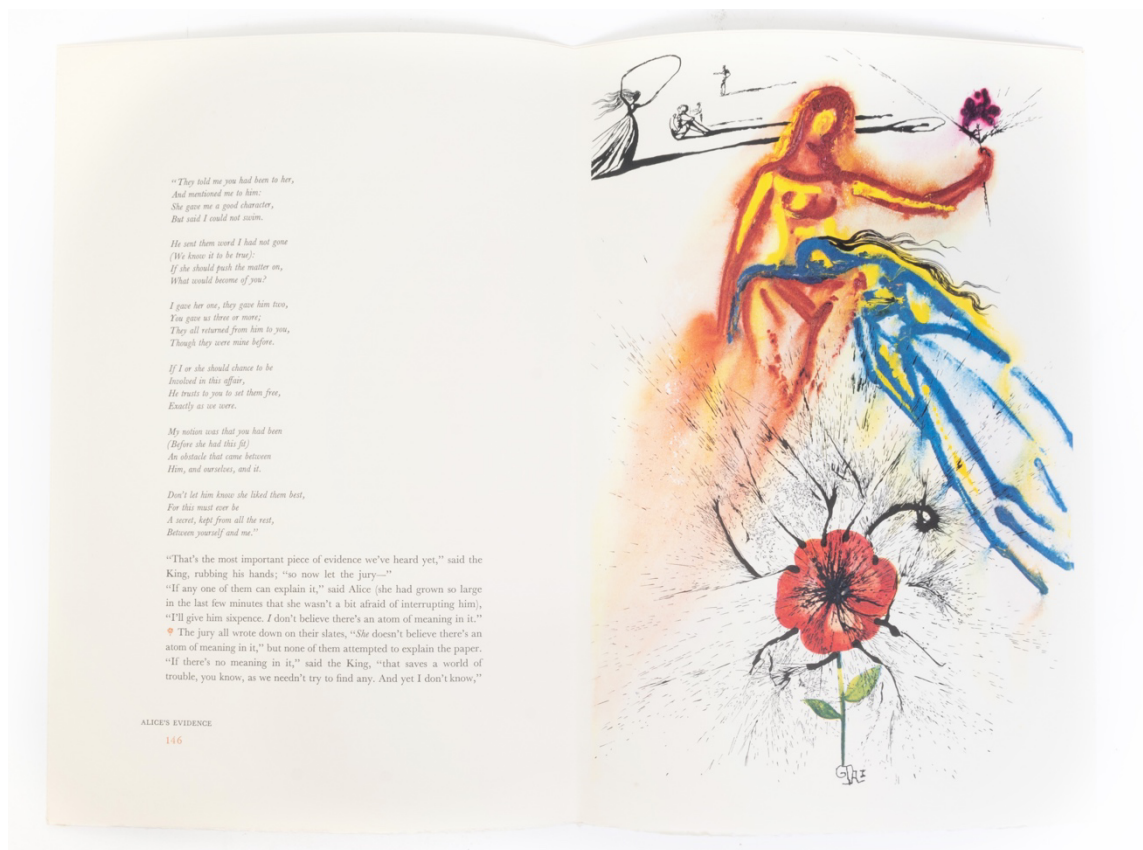 “They told me you had been to her,
And mentioned me to him:
She gave me a good character,
But said I could not swim.
He sent them word I had not gone
(We know it to be true):
If she should push the matter on,
What would become of you?
I gave her one, they gave him two,
You gave us three or more;
They all returned from him to you,
Though they were mine before.
If I or she should chance to be
Involved in this affair,
He trusts to you to set them free,
Exactly as we were.
My notion was that you had been
(Before she had this fit)
An obstacle that came between
Him, and ourselves, and it.
Don't let him know she liked them best,
For this must ever be
A secret, kept from all the rest,
Between yourself and me.”
“That's the most important piece of evidence we've heard yet,” said the
King, rubbing his hands; “so now let the jury—”
“If any one of them can explain it,” said Alice (she had grown so large
in the last few minutes that she wasn't a bit afraid of interrupting him),
“I'll give him sixpence. I don't believe there's an atom of meaning in it.”
The jury all wrote down on their slates, “She doesn't believe there's an
atom of meaning in it,” but none of them attempted to explain the paper.
“If there's no meaning in it,” said the King, “that saves a world of
trouble, you know, as we needn't try to find any. And yet I don't know,”
ALICE'S EVIDENCE
146